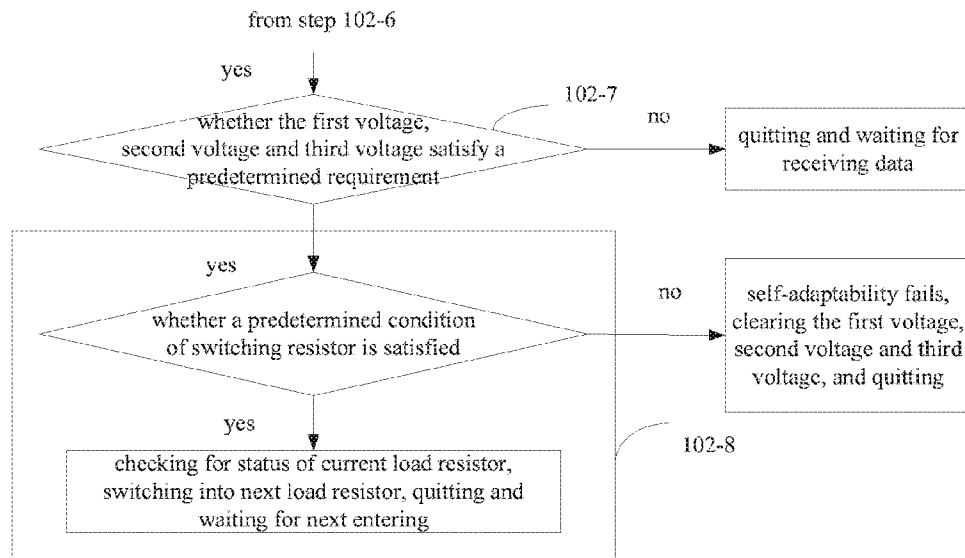 from step 102-6
yes
102-7
whether the first voltage,
second voltage and third voltage satisfy a
predetermined requirement
no
quitting and waiting for
receiving data
yes
whether a predetermined condition
of switching resistor is satisfied
no
self-adaptability fails,
clearing the first voltage,
second voltage and third
voltage, and quitting
yes
102-8
checking for status of current load resistor,
switching into next load resistor, quitting and
waiting for next entering